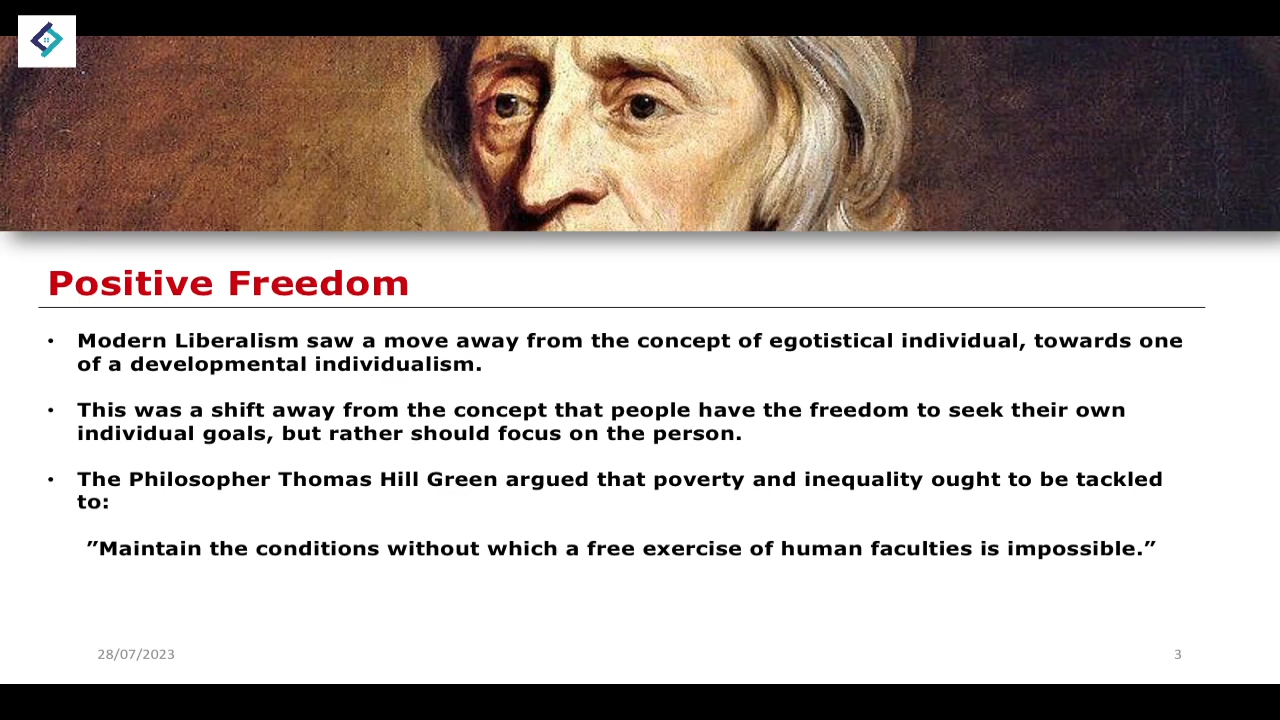 Positive Freedom
• Modern Liberalism saw a move away from the concept of egotistical individual, towards one
of a developmental individualism.
• This was a shift away from the concept that people have the freedom to seek their own
individual goals, but rather should focus on the person.
• The Philosopher Thomas Hill Green argued that poverty and inequality ought to be tackled
to:
”Maintain the conditions without which a free exercise of human faculties is impossible.”
28/07/2023
3